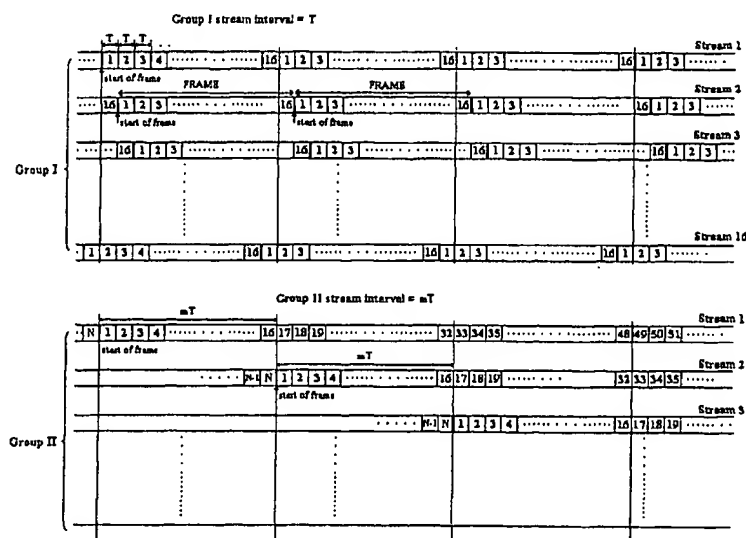 Group I stream interval = T
T T T
Stream 1
1 2 3 4 16 1 2 3 16 1 2 3 16 1 2 3
start of frame
FRAME FRAME
Stream 2
16 1 2 3 16 1 2 3 16 1 2 3 16 1 2 3
start of frame start of frame
Stream 3
16 1 2 3 16 1 2 3 16 1 2 3 16 1 2 3
Group I
Stream 16
1 2 3 4 16 1 2 3 16 1 2 3 16 1 2 3
Group II stream interval = mT
mT
Stream 1
N 1 2 3 4 16 17 18 19 32 33 34 35 48 49 50 51
start of frame
mT
Stream 2
N-1 N 1 2 3 4 16 17 18 19 32 33 34 35
start of frame
Stream 3
N-1 N 1 2 3 4 16 17 18 19
Group II